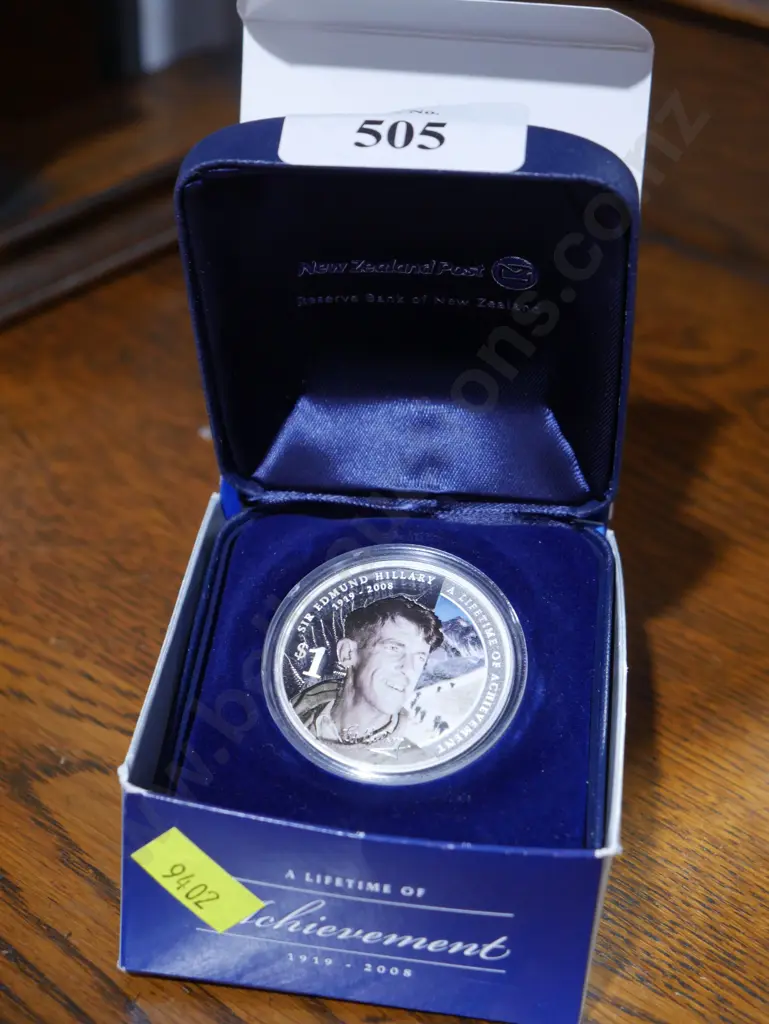 No.
505
New Zealand Post
Reserve Bank of New Zealand
SIR EDMUND HILLARY
1919 - 2008
A LIFETIME OF ACHIEVEMENT
$1
9402
A LIFETIME OF
Achievement
1919 - 2008